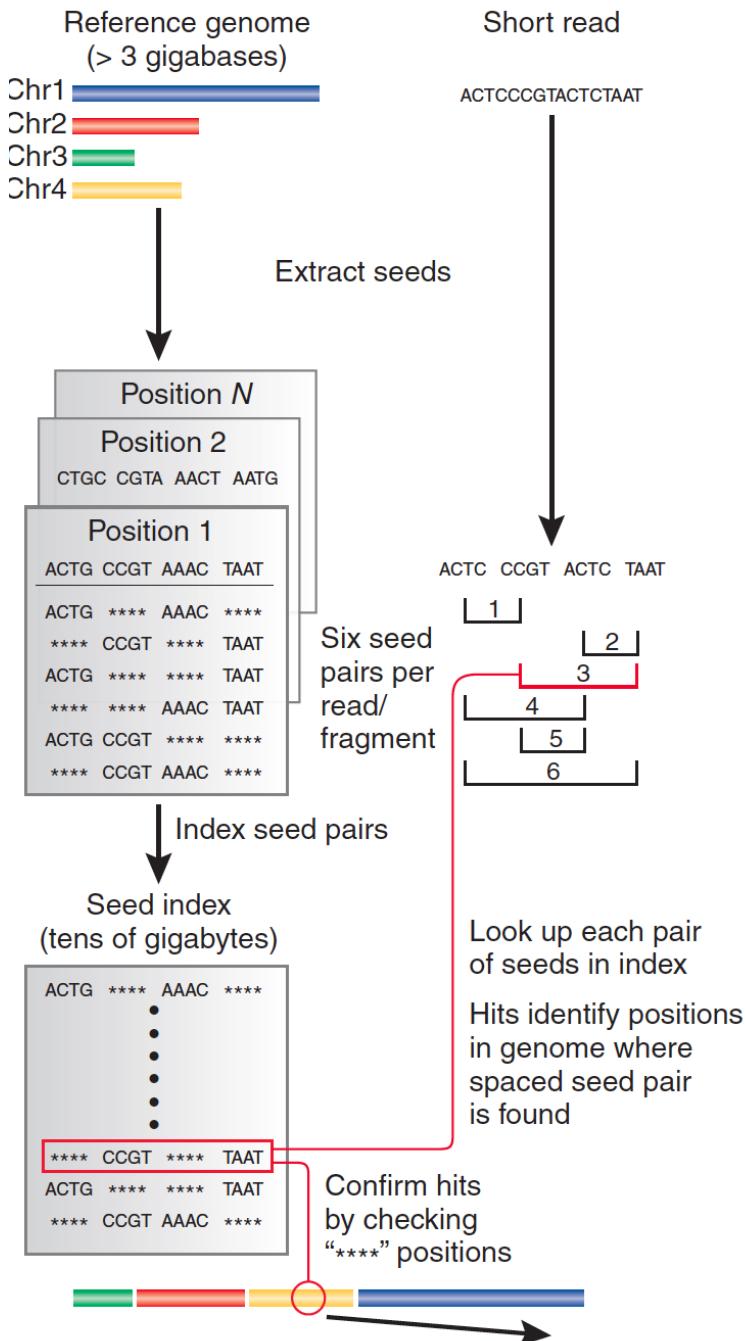 Reference genome
(> 3 gigabases)
Chr1
Chr2
Chr3
Chr4
Short read
ACTCCCGTACTCTAAT
Extract seeds
Position N
Position 2
CTGC CGTA AACT AATG
Position 1
ACTG CCGT AAAC TAAT
ACTG **** AAAC ****
**** CCGT **** TAAT
ACTG **** **** TAAT
**** **** AAAC TAAT
ACTG CCGT **** ****
**** CCGT AAAC ****
Six seed
pairs per
read/
fragment
ACTC CCGT ACTC TAAT
1
2
3
4
5
6
Index seed pairs
Seed index
(tens of gigabytes)
ACTG **** AAAC ****
**** CCGT **** TAAT
ACTG **** **** TAAT
**** CCGT AAAC ****
Look up each pair
of seeds in index
Hits identify positions
in genome where
spaced seed pair
is found
Confirm hits
by checking
“****” positions